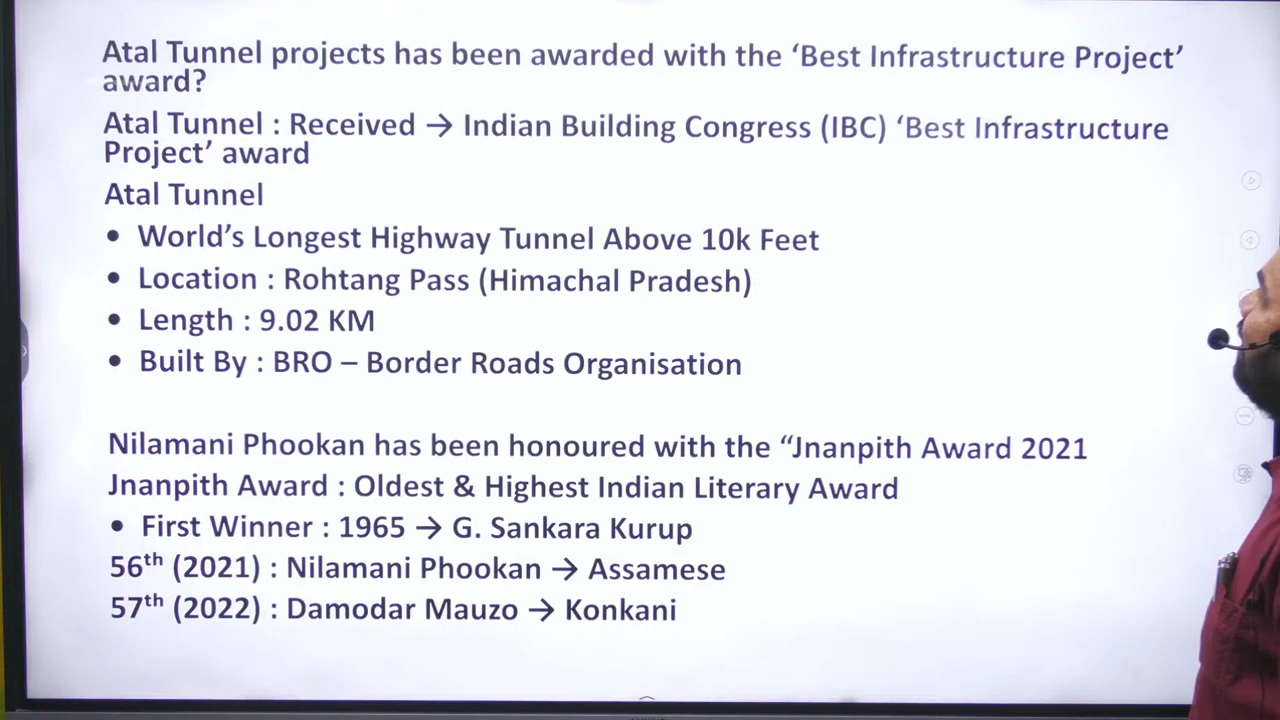 Atal Tunnel projects has been awarded with the ‘Best Infrastructure Project’
award?
Atal Tunnel : Received → Indian Building Congress (IBC) ‘Best Infrastructure
Project’ award
Atal Tunnel
• World’s Longest Highway Tunnel Above 10k Feet
• Location : Rohtang Pass (Himachal Pradesh)
• Length : 9.02 KM
• Built By : BRO – Border Roads Organisation
Nilamani Phookan has been honoured with the “Jnanpith Award 2021
Jnanpith Award : Oldest & Highest Indian Literary Award
• First Winner : 1965 → G. Sankara Kurup
56th (2021) : Nilamani Phookan → Assamese
57th (2022) : Damodar Mauzo → Konkani